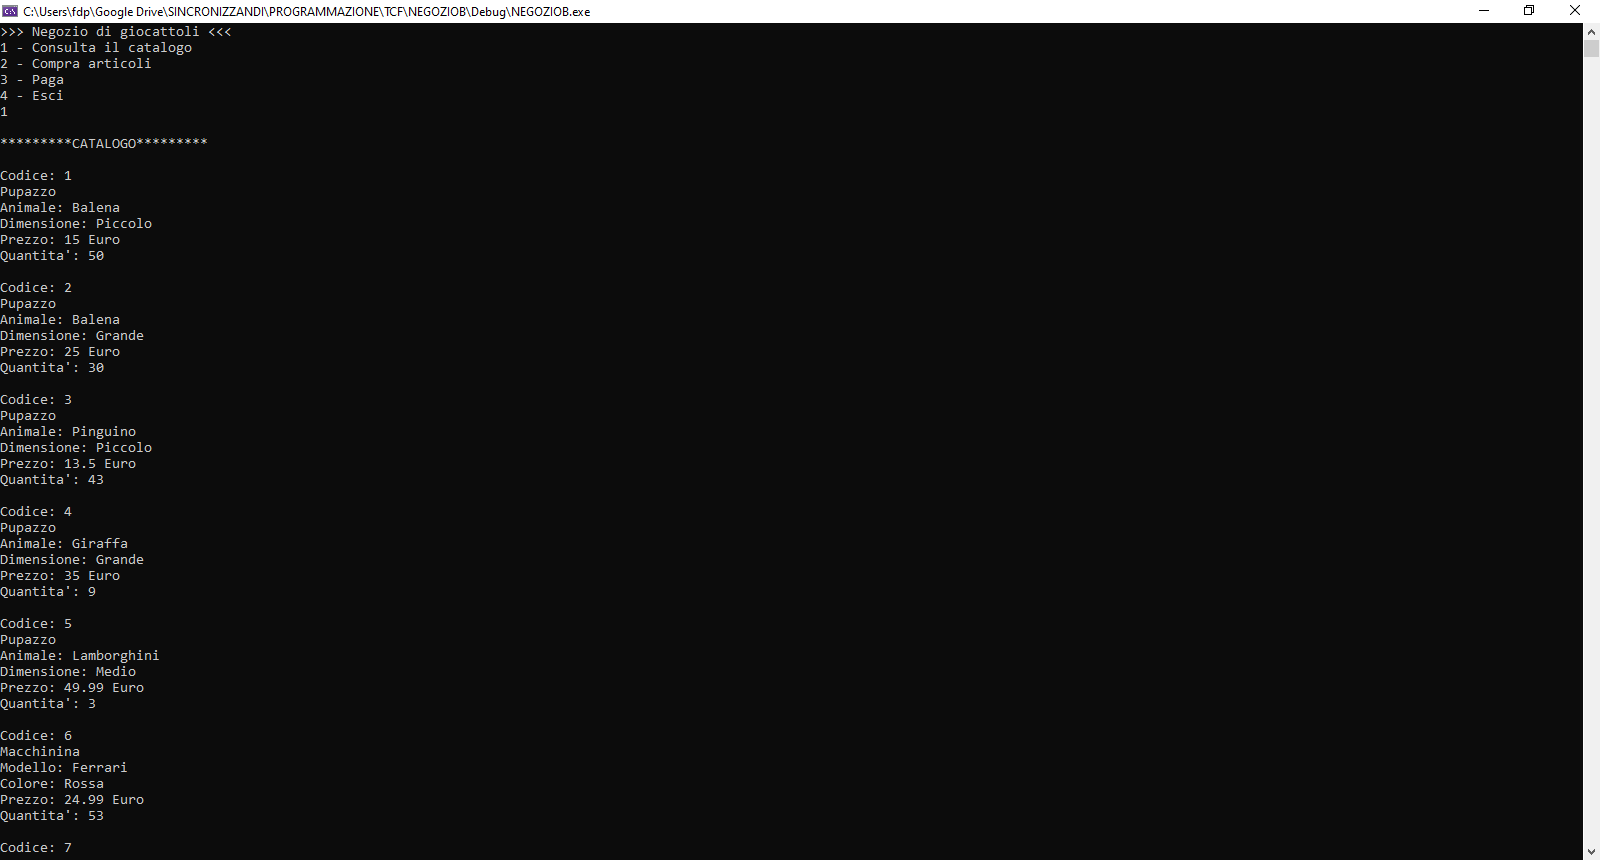 C:\Users\fdp\Google Drive\SINCRONIZZANDI\PROGRAMMAZIONE\TCF\NEGOZIOB\Debug\NEGOZIOB.exe
>>> Negozio di giocattoli <<<
1 - Consulta il catalogo
2 - Compra articoli
3 - Paga
4 - Esci
1
*********CATALOGO*********
Codice: 1
Pupazzo
Animale: Balena
Dimensione: Piccolo
Prezzo: 15 Euro
Quantita': 50
Codice: 2
Pupazzo
Animale: Balena
Dimensione: Grande
Prezzo: 25 Euro
Quantita': 30
Codice: 3
Pupazzo
Animale: Pinguino
Dimensione: Piccolo
Prezzo: 13.5 Euro
Quantita': 43
Codice: 4
Pupazzo
Animale: Giraffa
Dimensione: Grande
Prezzo: 35 Euro
Quantita': 9
Codice: 5
Pupazzo
Animale: Lamborghini
Dimensione: Medio
Prezzo: 49.99 Euro
Quantita': 3
Codice: 6
Macchinina
Modello: Ferrari
Colore: Rossa
Prezzo: 24.99 Euro
Quantita': 53
Codice: 7